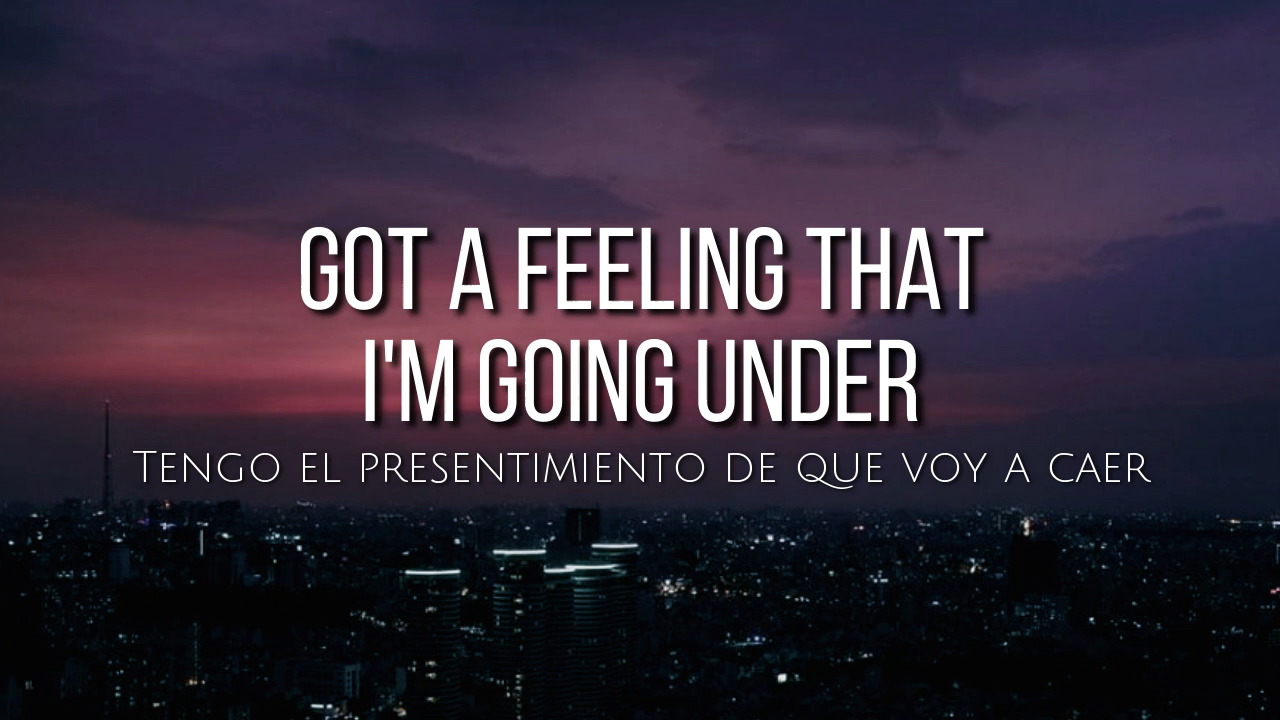 GOT A FEELING THAT
I'M GOING UNDER
TENGO EL PRESENTIMIENTO DE QUE VOY A CAER